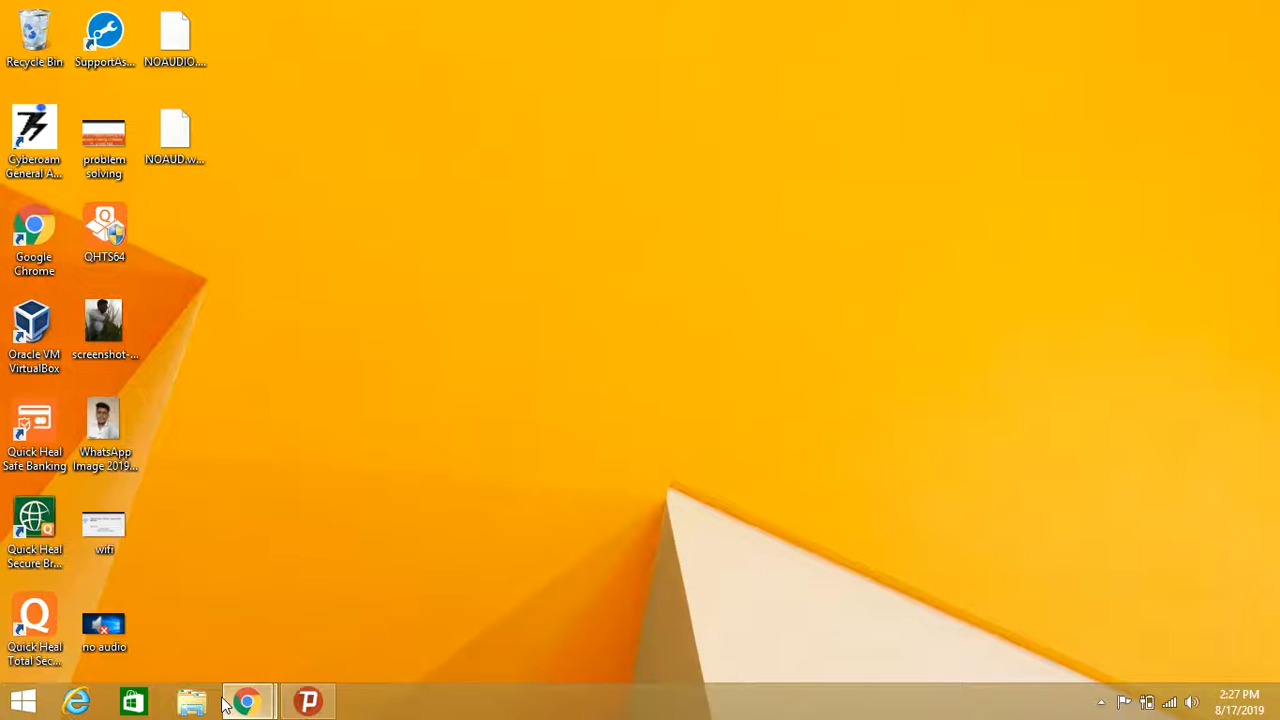 Recycle Bin
SupportAs...
NOAUDIO....
Cyberoam
General A...
problem
solving
NOAUD.w...
Google
Chrome
QHTS64
Oracle VM
VirtualBox
screenshot-...
Quick Heal
Safe Banking
WhatsApp
Image 2019...
Quick Heal
Secure Br...
wifi
Quick Heal
Total Sec...
no audio
2:27 PM
8/17/2019